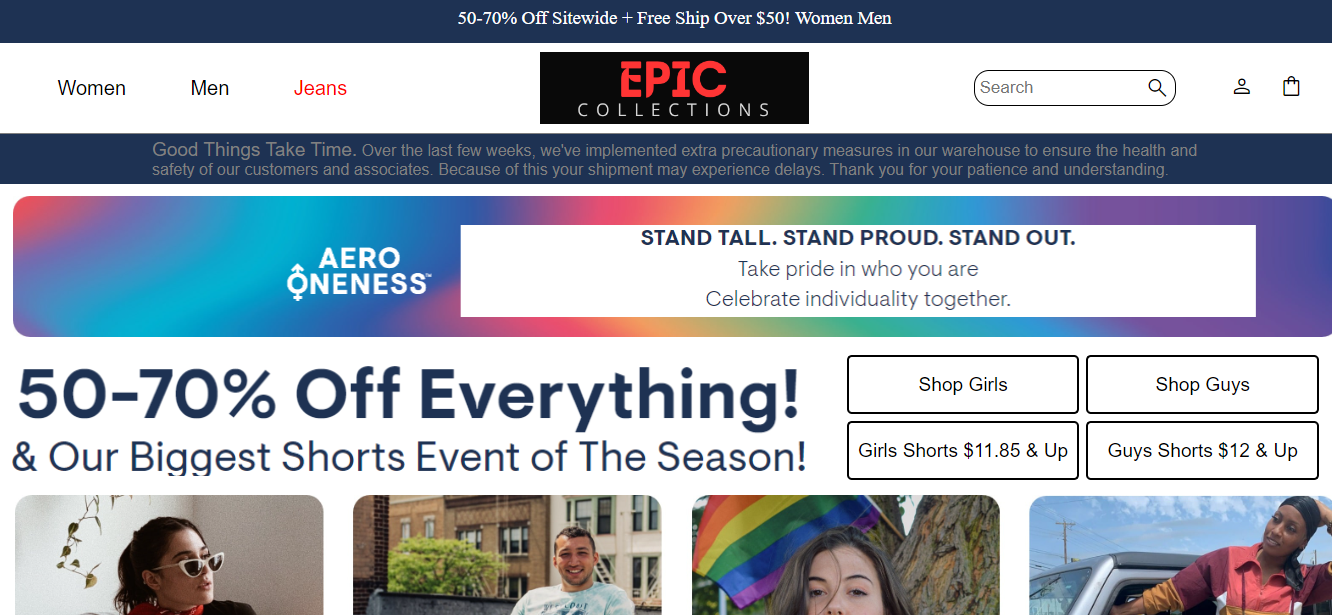 50-70% Off Sitewide + Free Ship Over $50! Women Men
Women Men Jeans
EPIC
COLLECTIONS
Search
Good Things Take Time. Over the last few weeks, we've implemented extra precautionary measures in our warehouse to ensure the health and
safety of our customers and associates. Because of this your shipment may experience delays. Thank you for your patience and understanding.
AERO
ONENESS™
STAND TALL. STAND PROUD. STAND OUT.
Take pride in who you are
Celebrate individuality together.
50-70% Off Everything!
& Our Biggest Shorts Event of The Season!
Shop Girls
Shop Guys
Girls Shorts $11.85 & Up
Guys Shorts $12 & Up